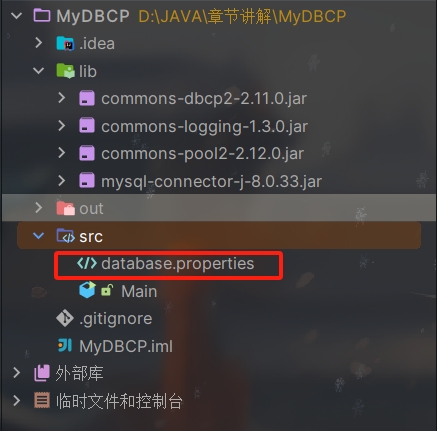 MyDBCP D:\JAVA\章节讲解\MyDBCP
.idea
lib
commons-dbcp2-2.11.0.jar
commons-logging-1.3.0.jar
commons-pool2-2.12.0.jar
mysql-connector-j-8.0.33.jar
out
src
database.properties
Main
.gitignore
MyDBCP.iml
外部库
临时文件和控制台